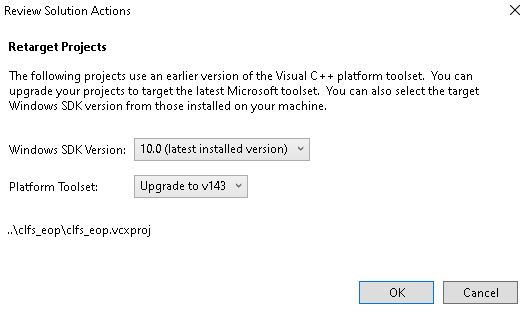 Review Solution Actions
Retarget Projects
The following projects use an earlier version of the Visual C++ platform toolset. You can
upgrade your projects to target the latest Microsoft toolset. You can also select the target
Windows SDK version from those installed on your machine.
Windows SDK Version: 10.0 (latest installed version)
Platform Toolset: Upgrade to v143
..\clfs_eop\clfs_eop.vcxproj
OK Cancel